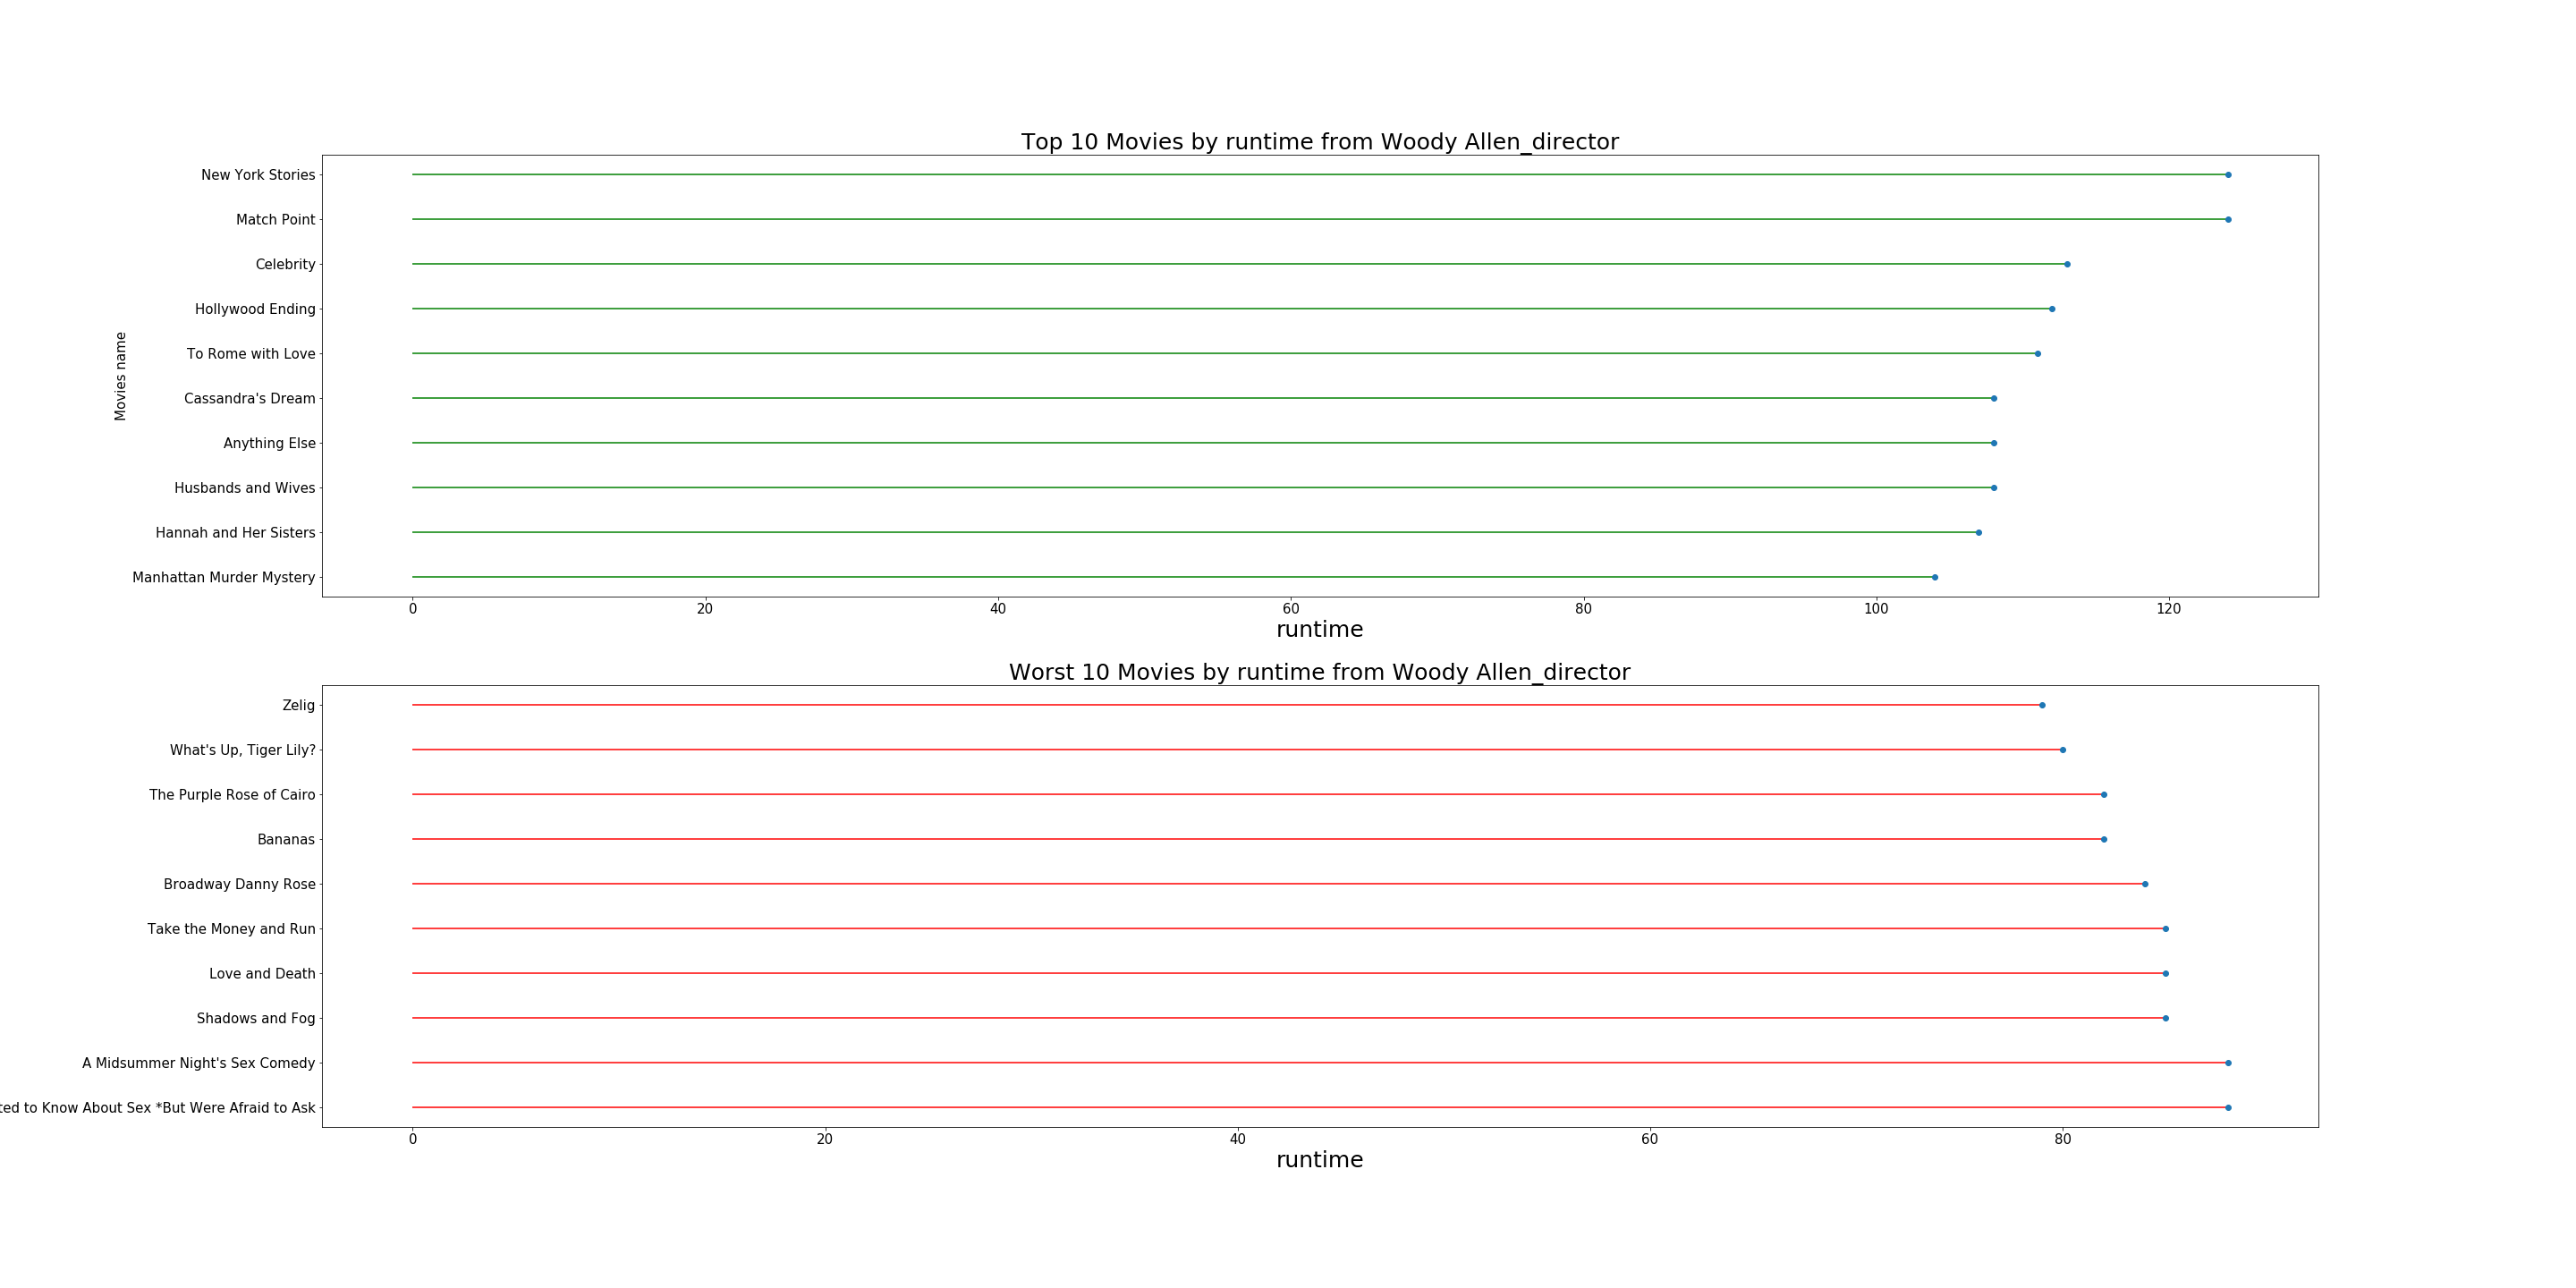 Top 10 Movies by runtime from Woody Allen_director
Movies name
New York Stories
Match Point
Celebrity
Hollywood Ending
To Rome with Love
Cassandra's Dream
Anything Else
Husbands and Wives
Hannah and Her Sisters
Manhattan Murder Mystery
0 20 40 60 80 100 120
runtime
Worst 10 Movies by runtime from Woody Allen_director
Zelig
What's Up, Tiger Lily?
The Purple Rose of Cairo
Bananas
Broadway Danny Rose
Take the Money and Run
Love and Death
Shadows and Fog
A Midsummer Night's Sex Comedy
to Know About Sex *But Were Afraid to Ask
0 20 40 60 80
runtime